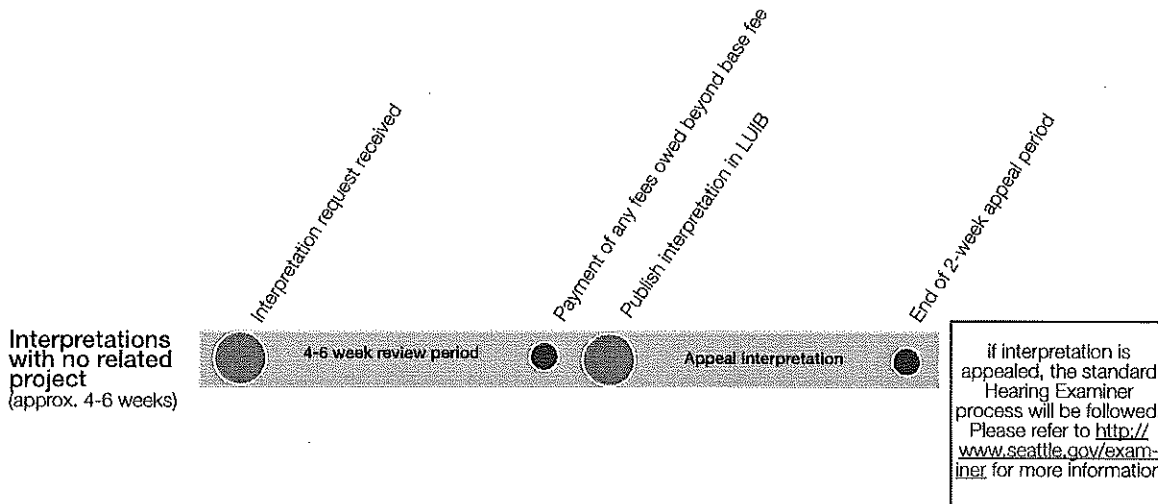 Interpretation request received
Payment of any fees owed beyond base fee
Publish interpretation in LUIB
End of 2-week appeal period
Interpretations
with no related
project
(approx. 4-6 weeks)
4-6 week review period
Appeal interpretation
if interpretation is
appealed, the standard
Hearing Examiner
process will be followed
Please refer to http://
www.seattle.gov/exam-
iner for more information